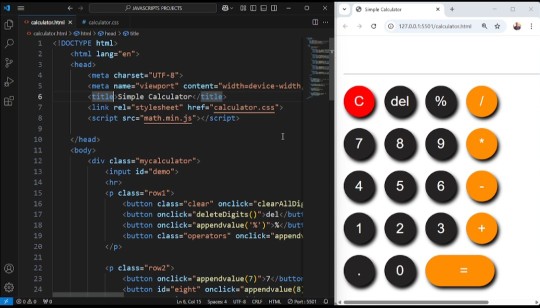 JAVASCRIPTS PROJECTS
calculator.html
calculator.css
calculator.html > html > head > title
1 <!DOCTYPE html>
2 <html lang="en">
3 <head>
4 <meta charset="UTF-8">
5 <meta name="viewport" content="width=device-width,
6 <title>Simple Calculator</title>
7 <link rel="stylesheet" href="calculator.css">
8 <script src="math.min.js"></script>
9
10 </head>
11 <body>
12 <div class="mycalculator">
13 <input id="demo">
14 <hr>
15 <p class="row1">
16 <button class="clear" onclick="clearAllDig
17 <button onclick="deleteDigits()">del</butt
18 <button onclick="appendvalue('%')">%</butt
19 <button class="operators" onclick="append
20 </p>
21
22 <p class="row2">
23 <button onclick="appendvalue(7)">7</button
24 <button id="eight" onclick="appendvalue(8)
Ln 6, Col 15
Spaces: 4
UTF-8
CRLF
HTML
Port : 5501
Simple Calculator
127.0.0.1:5501/calculator.html
C del % /
7 8 9 *
4 5 6 -
1 2 3 +
. 0 =